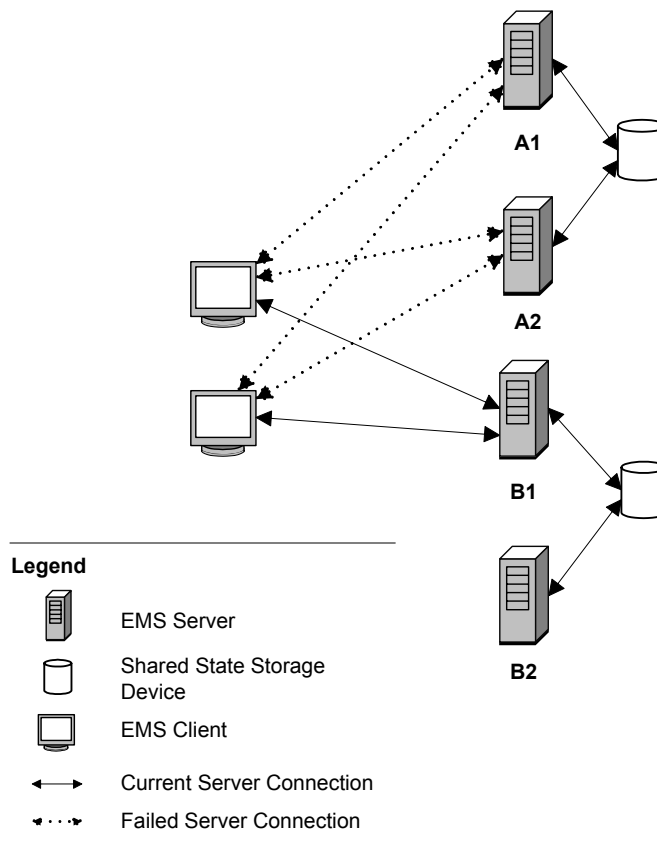 A1
A2
B1
B2
Legend
EMS Server
Shared State Storage
Device
EMS Client
Current Server Connection
Failed Server Connection